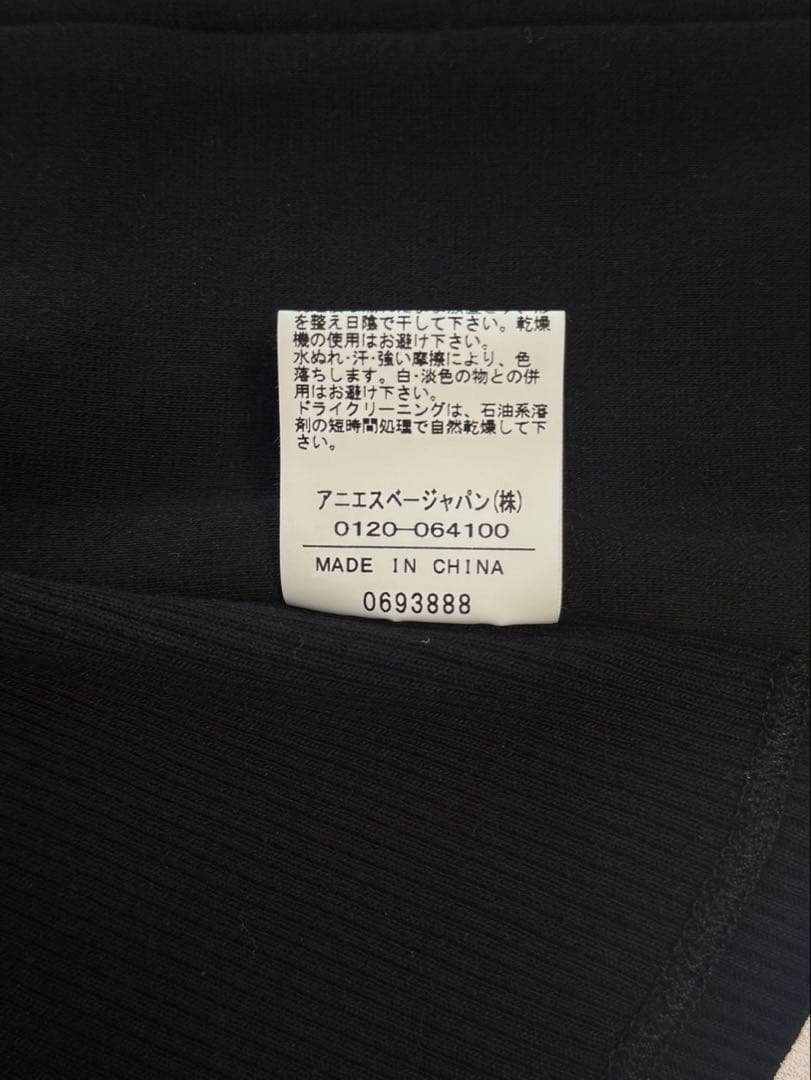 を整え日陰で干して下さい。乾燥
機の使用はお避け下さい。
水ぬれ・汗・強い摩擦により、色
落ちします。白・淡色の物との併
用はお避け下さい。
ドライクリーニングは、石油系溶
剤の短時間処理で自然乾燥して下
さい。
アニエスベージャパン(株)
0120-064100
MADE IN CHINA
0693888